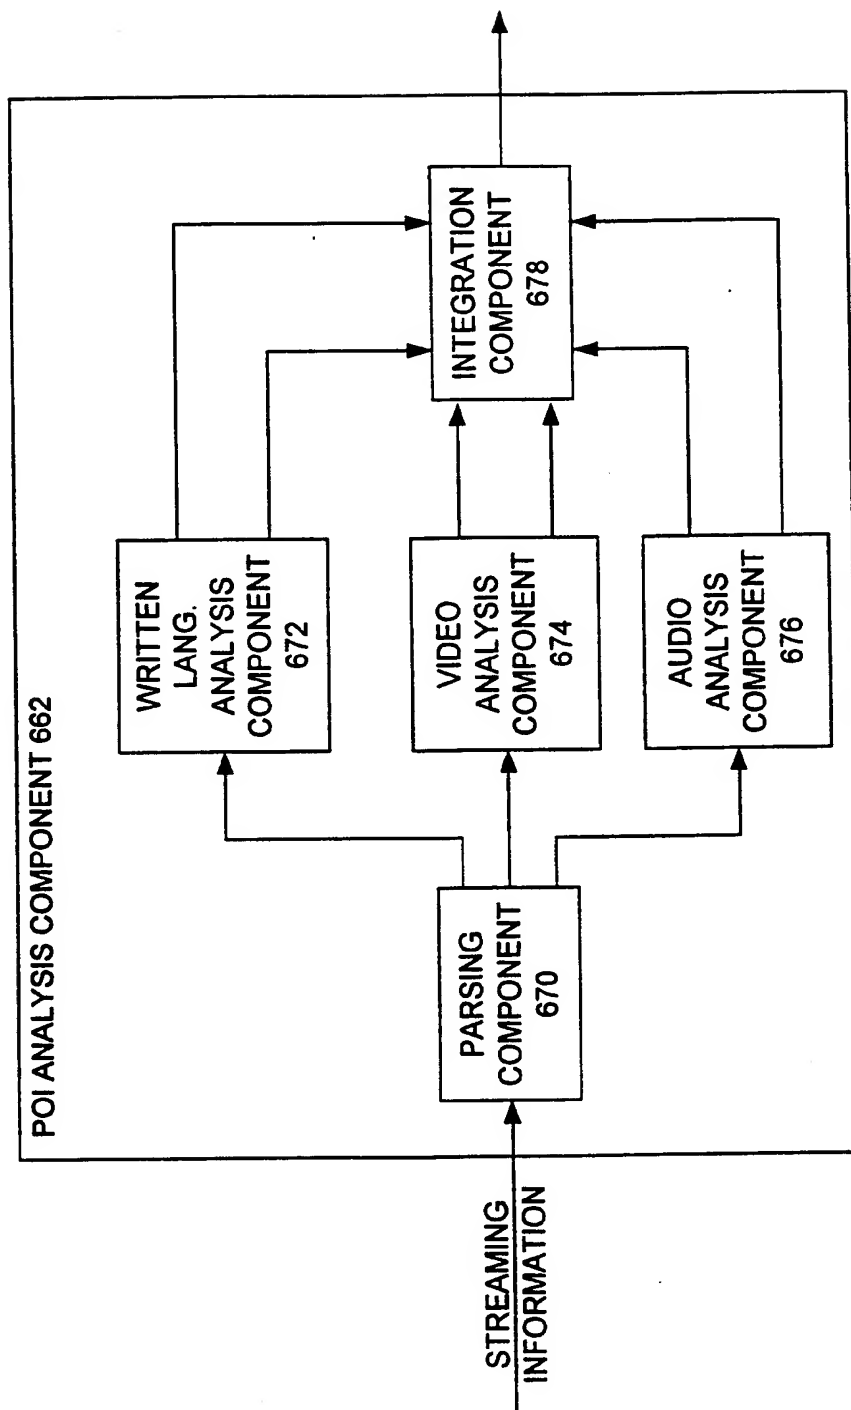 POI ANALYSIS COMPONENT 662
STREAMING
INFORMATION
PARSING
COMPONENT
670
WRITTEN
LANG.
ANALYSIS
COMPONENT
672
VIDEO
ANALYSIS
COMPONENT
674
AUDIO
ANALYSIS
COMPONENT
676
INTEGRATION
COMPONENT
678